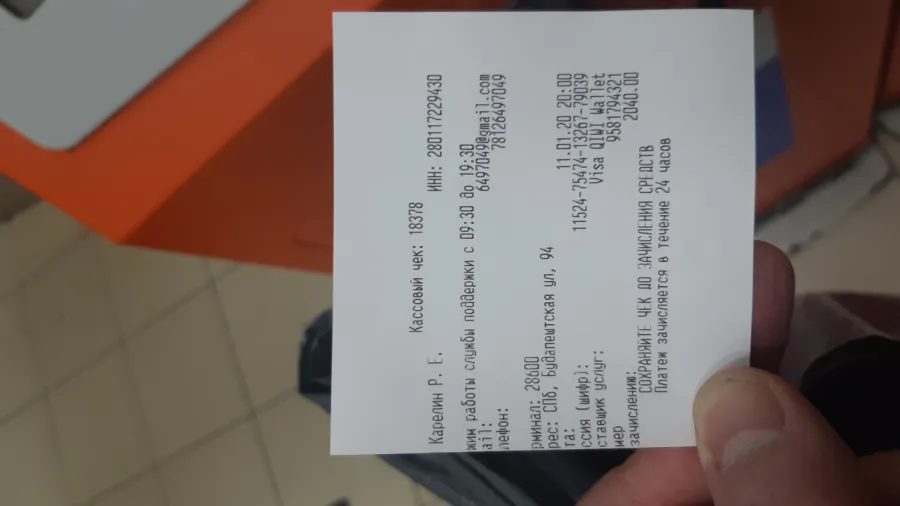 Кассовый чек: 18378
Карелин Р. Е. ИНН: 280117229430
жим работы службы поддержки с 09:30 до 19:30
ail: 6497049@gmail.com
лефон: 78126497049
рминал: 28600
рес: СПб, Будапештская ул, 94
та: 11.01.20 20:00
ссия (шифр): 11524-75474-13267-79039
ставщик услуг: Visa QIWI Wallet
мер 9581794321
зачислению: 2040.00
СОХРАНЯЙТЕ ЧЕК ДО ЗАЧИСЛЕНИЯ СРЕДСТВ
Платеж зачисляется в течение 24 часов